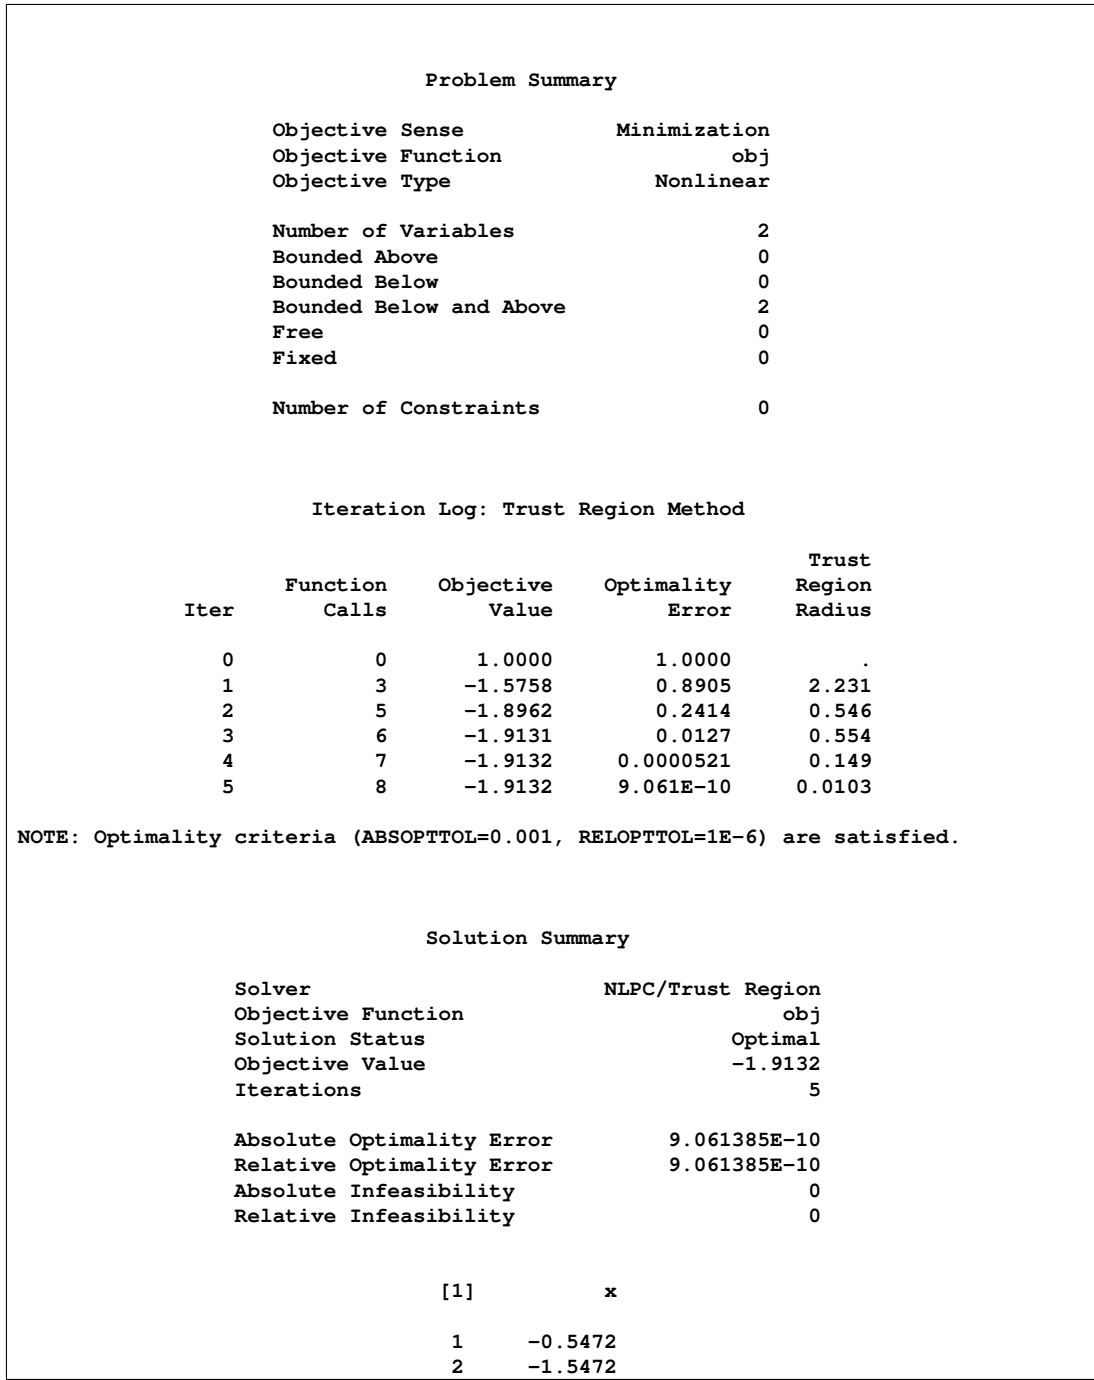 Problem Summary
Objective Sense Minimization
Objective Function obj
Objective Type Nonlinear
Number of Variables 2
Bounded Above 0
Bounded Below 0
Bounded Below and Above 2
Free 0
Fixed 0
Number of Constraints 0
Iteration Log: Trust Region Method
Trust
Function Objective Optimality Region
Iter Calls Value Error Radius
0 0 1.0000 1.0000 .
1 3 -1.5758 0.8905 2.231
2 5 -1.8962 0.2414 0.546
3 6 -1.9131 0.0127 0.554
4 7 -1.9132 0.0000521 0.149
5 8 -1.9132 9.061E-10 0.0103
NOTE: Optimality criteria (ABSOPTTOL=0.001, RELOPTTOL=1E-6) are satisfied.
Solution Summary
Solver NLPC/Trust Region
Objective Function obj
Solution Status Optimal
Objective Value -1.9132
Iterations 5
Absolute Optimality Error 9.061385E-10
Relative Optimality Error 9.061385E-10
Absolute Infeasibility 0
Relative Infeasibility 0
[1] x
1 -0.5472
2 -1.5472